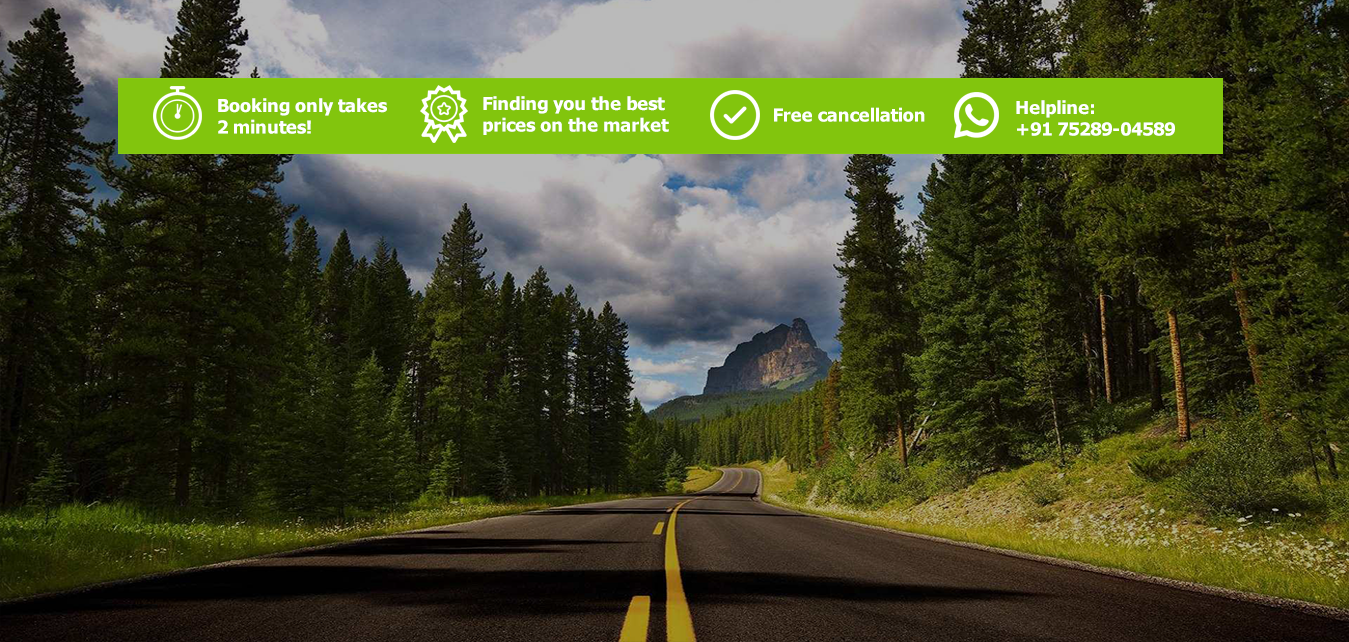 Booking only takes
2 minutes!
Finding you the best
prices on the market
Free cancellation
Helpline:
+91 75289-04589